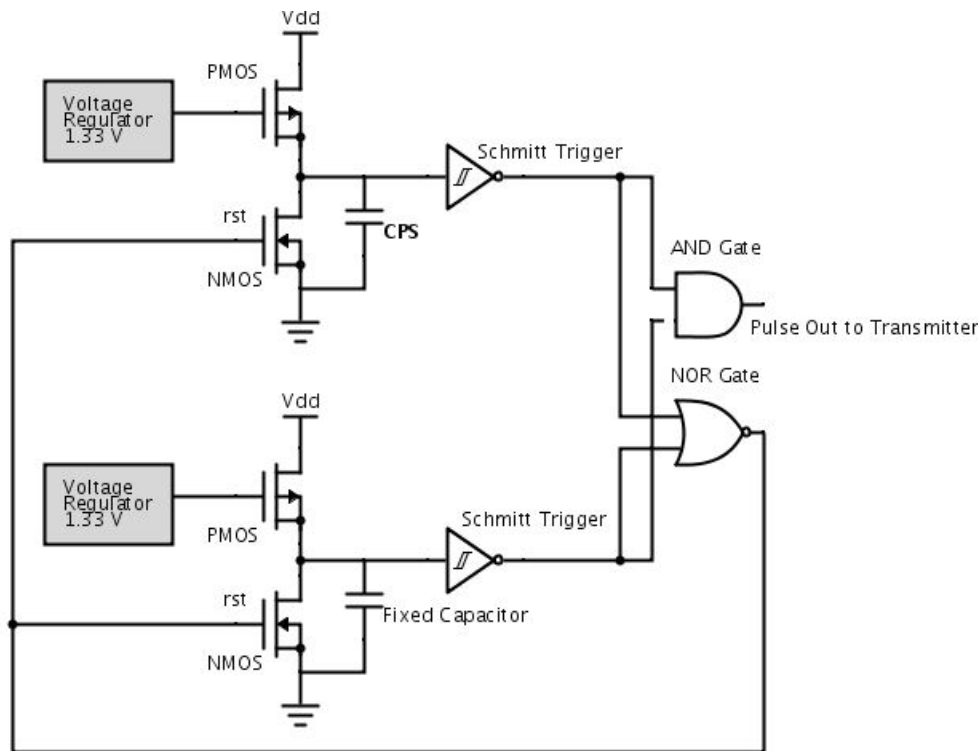 Vdd
PMOS
Voltage
Regulator
1.33 V
Schmitt Trigger
rst
CPS
NMOS
AND Gate
Pulse Out to Transmitter
NOR Gate
Vdd
Voltage
Regulator
1.33 V
PMOS
Schmitt Trigger
rst
Fixed Capacitor
NMOS